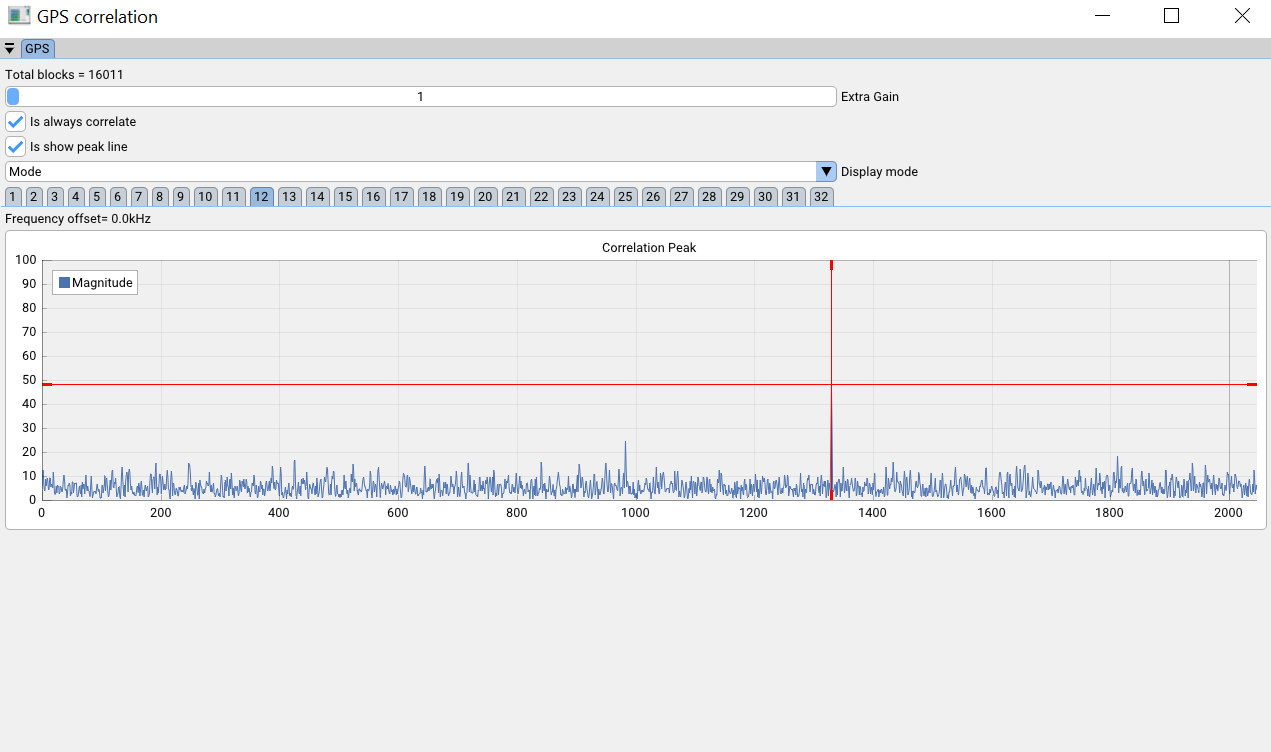 GPS correlation
GPS
Total blocks = 16011
1 Extra Gain
Is always correlate
Is show peak line
Mode Display mode
1 2 3 4 5 6 7 8 9 10 11 12 13 14 15 16 17 18 19 20 21 22 23 24 25 26 27 28 29 30 31 32
Frequency offset= 0.0kHz
Correlation Peak
100
Magnitude
90
80
70
60
50
40
30
20
10
0
0 200 400 600 800 1000 1200 1400 1600 1800 2000